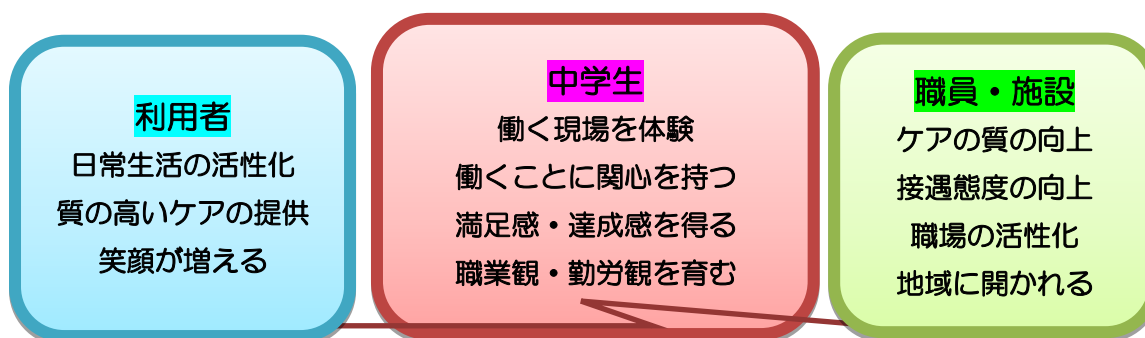 利用者
日常生活の活性化
質の高いケアの提供
笑顔が増える
中学生
働く現場を体験
働くことに関心を持つ
満足感・達成感を得る
職業観・勤労観を育む
職員・施設
ケアの質の向上
接遇態度の向上
職場の活性化
地域に開かれる